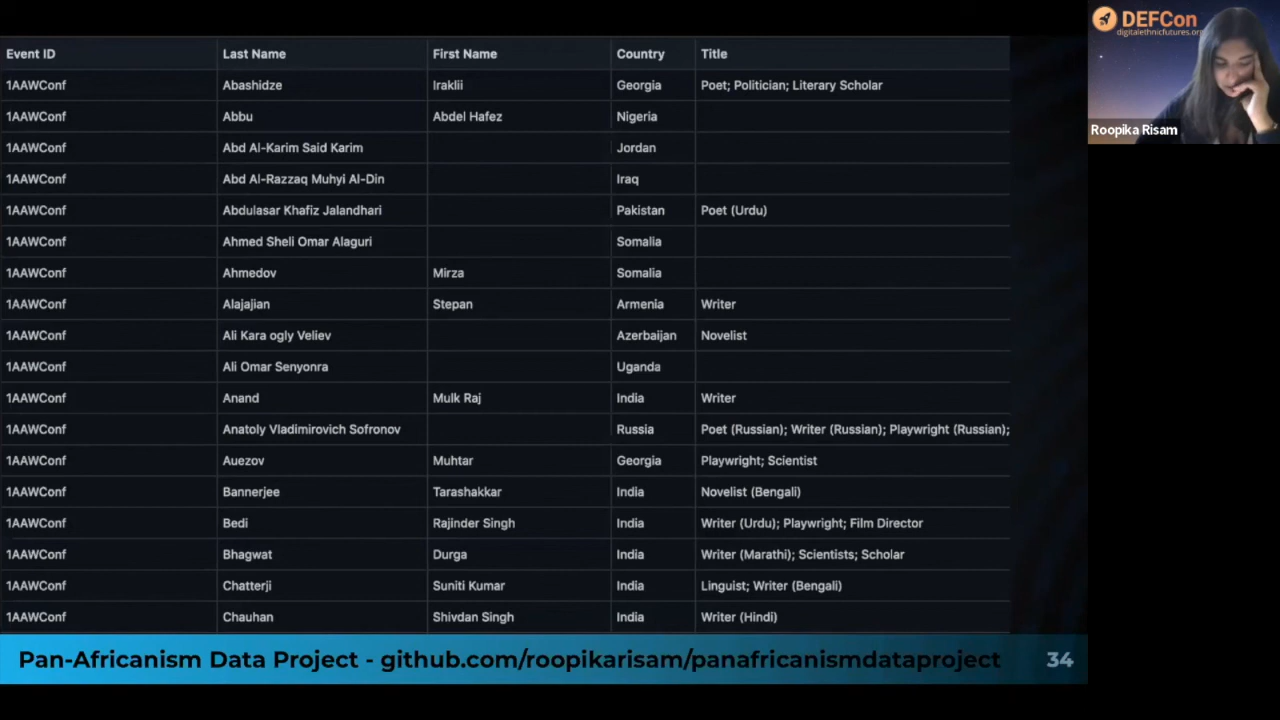 Event ID Last Name First Name Country Title
1AAWConf Abashidze Iraklii Georgia Poet; Politician; Literary Scholar
1AAWConf Abbu Abdel Hafez Nigeria
1AAWConf Abd Al-Karim Said Karim Jordan
1AAWConf Abd Al-Razzaq Muhyi Al-Din Iraq
1AAWConf Abdulasar Khafiz Jalandhari Pakistan Poet (Urdu)
1AAWConf Ahmed Sheli Omar Alaguri Somalia
1AAWConf Ahmedov Mirza Somalia
1AAWConf Alajajian Stepan Armenia Writer
1AAWConf Ali Kara ogly Veliev Azerbaijan Novelist
1AAWConf Ali Omar Senyonra Uganda
1AAWConf Anand Mulk Raj India Writer
1AAWConf Anatoly Vladimirovich Sofronov Russia Poet (Russian); Writer (Russian); Playwright (Russian);
1AAWConf Auezov Muhtar Georgia Playwright; Scientist
1AAWConf Bannerjee Tarashakkar India Novelist (Bengali)
1AAWConf Bedi Rajinder Singh India Writer (Urdu); Playwright; Film Director
1AAWConf Bhagwat Durga India Writer (Marathi); Scientists; Scholar
1AAWConf Chatterji Suniti Kumar India Linguist; Writer (Bengali)
1AAWConf Chauhan Shivdan Singh India Writer (Hindi)
Pan-Africanism Data Project - github.com/roopikarisam/panafricanismdataproject 34
DEFCon
digitalethnicfutures.org
Roopika Risam